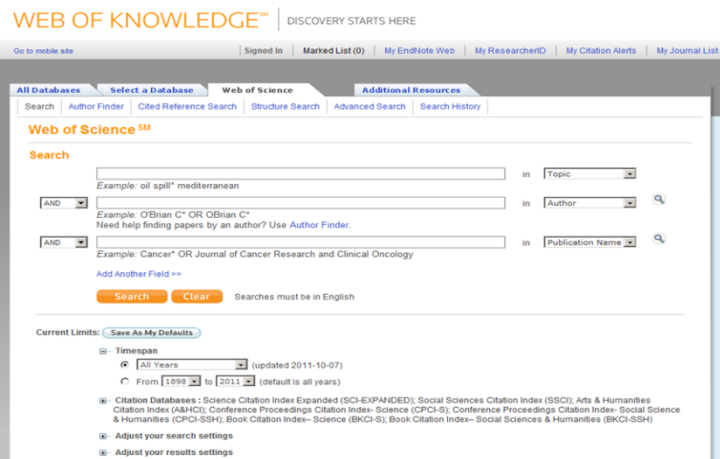 WEB OF KNOWLEDGE℠ DISCOVERY STARTS HERE
Go to mobile site Signed In Marked List (0) My EndNote Web My ResearcherID My Citation Alerts My Journal List
All Databases Select a Database Web of Science Additional Resources
Search Author Finder Cited Reference Search Structure Search Advanced Search Search History
Web of Science℠
Search
in Topic
Example: oil spill* mediterranean
AND in Author
Example: O'Brian C* OR OBrian C*
Need help finding papers by an author? Use Author Finder.
AND in Publication Name
Example: Cancer* OR Journal of Cancer Research and Clinical Oncology
Add Another Field >>
Search Clear Searches must be in English
Current Limits: Save As My Defaults
Timespan
All Years (updated 2011-10-07)
From 1898 to 2011 (default is all years)
Citation Databases : Science Citation Index Expanded (SCI-EXPANDED); Social Sciences Citation Index (SSCI); Arts & Humanities
Citation Index (A&HCI); Conference Proceedings Citation Index- Science (CPCI-S); Conference Proceedings Citation Index- Social Science
& Humanities (CPCI-SSH); Book Citation Index– Science (BKCI-S); Book Citation Index– Social Sciences & Humanities (BKCI-SSH)
Adjust your search settings
Adjust your results settings